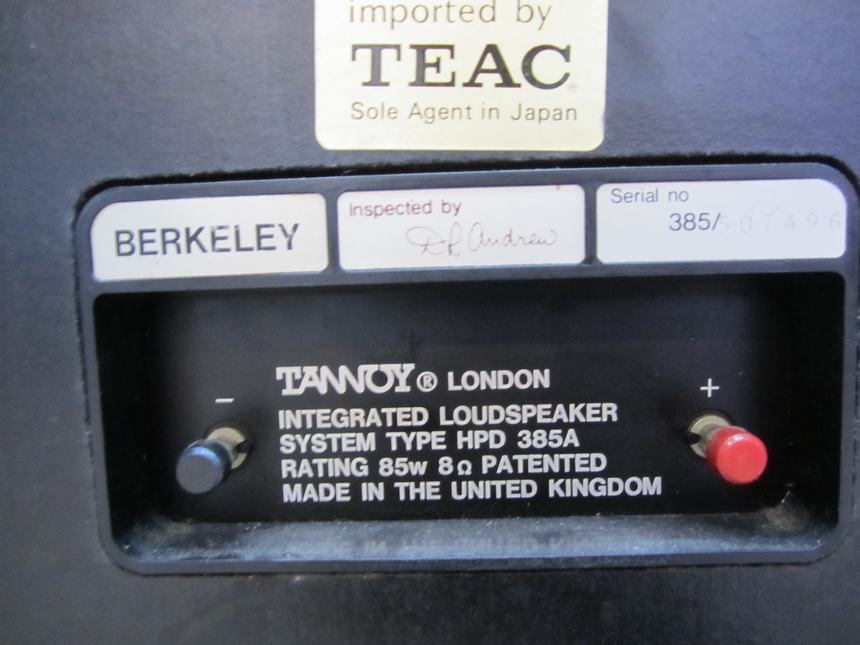 imported by
TEAC
Sole Agent in Japan
BERKELEY
Inspected by
Serial no
385/507496
−
+
TANNOY® LONDON
INTEGRATED LOUDSPEAKER
SYSTEM TYPE HPD 385A
RATING 85w 8Ω PATENTED
MADE IN THE UNITED KINGDOM